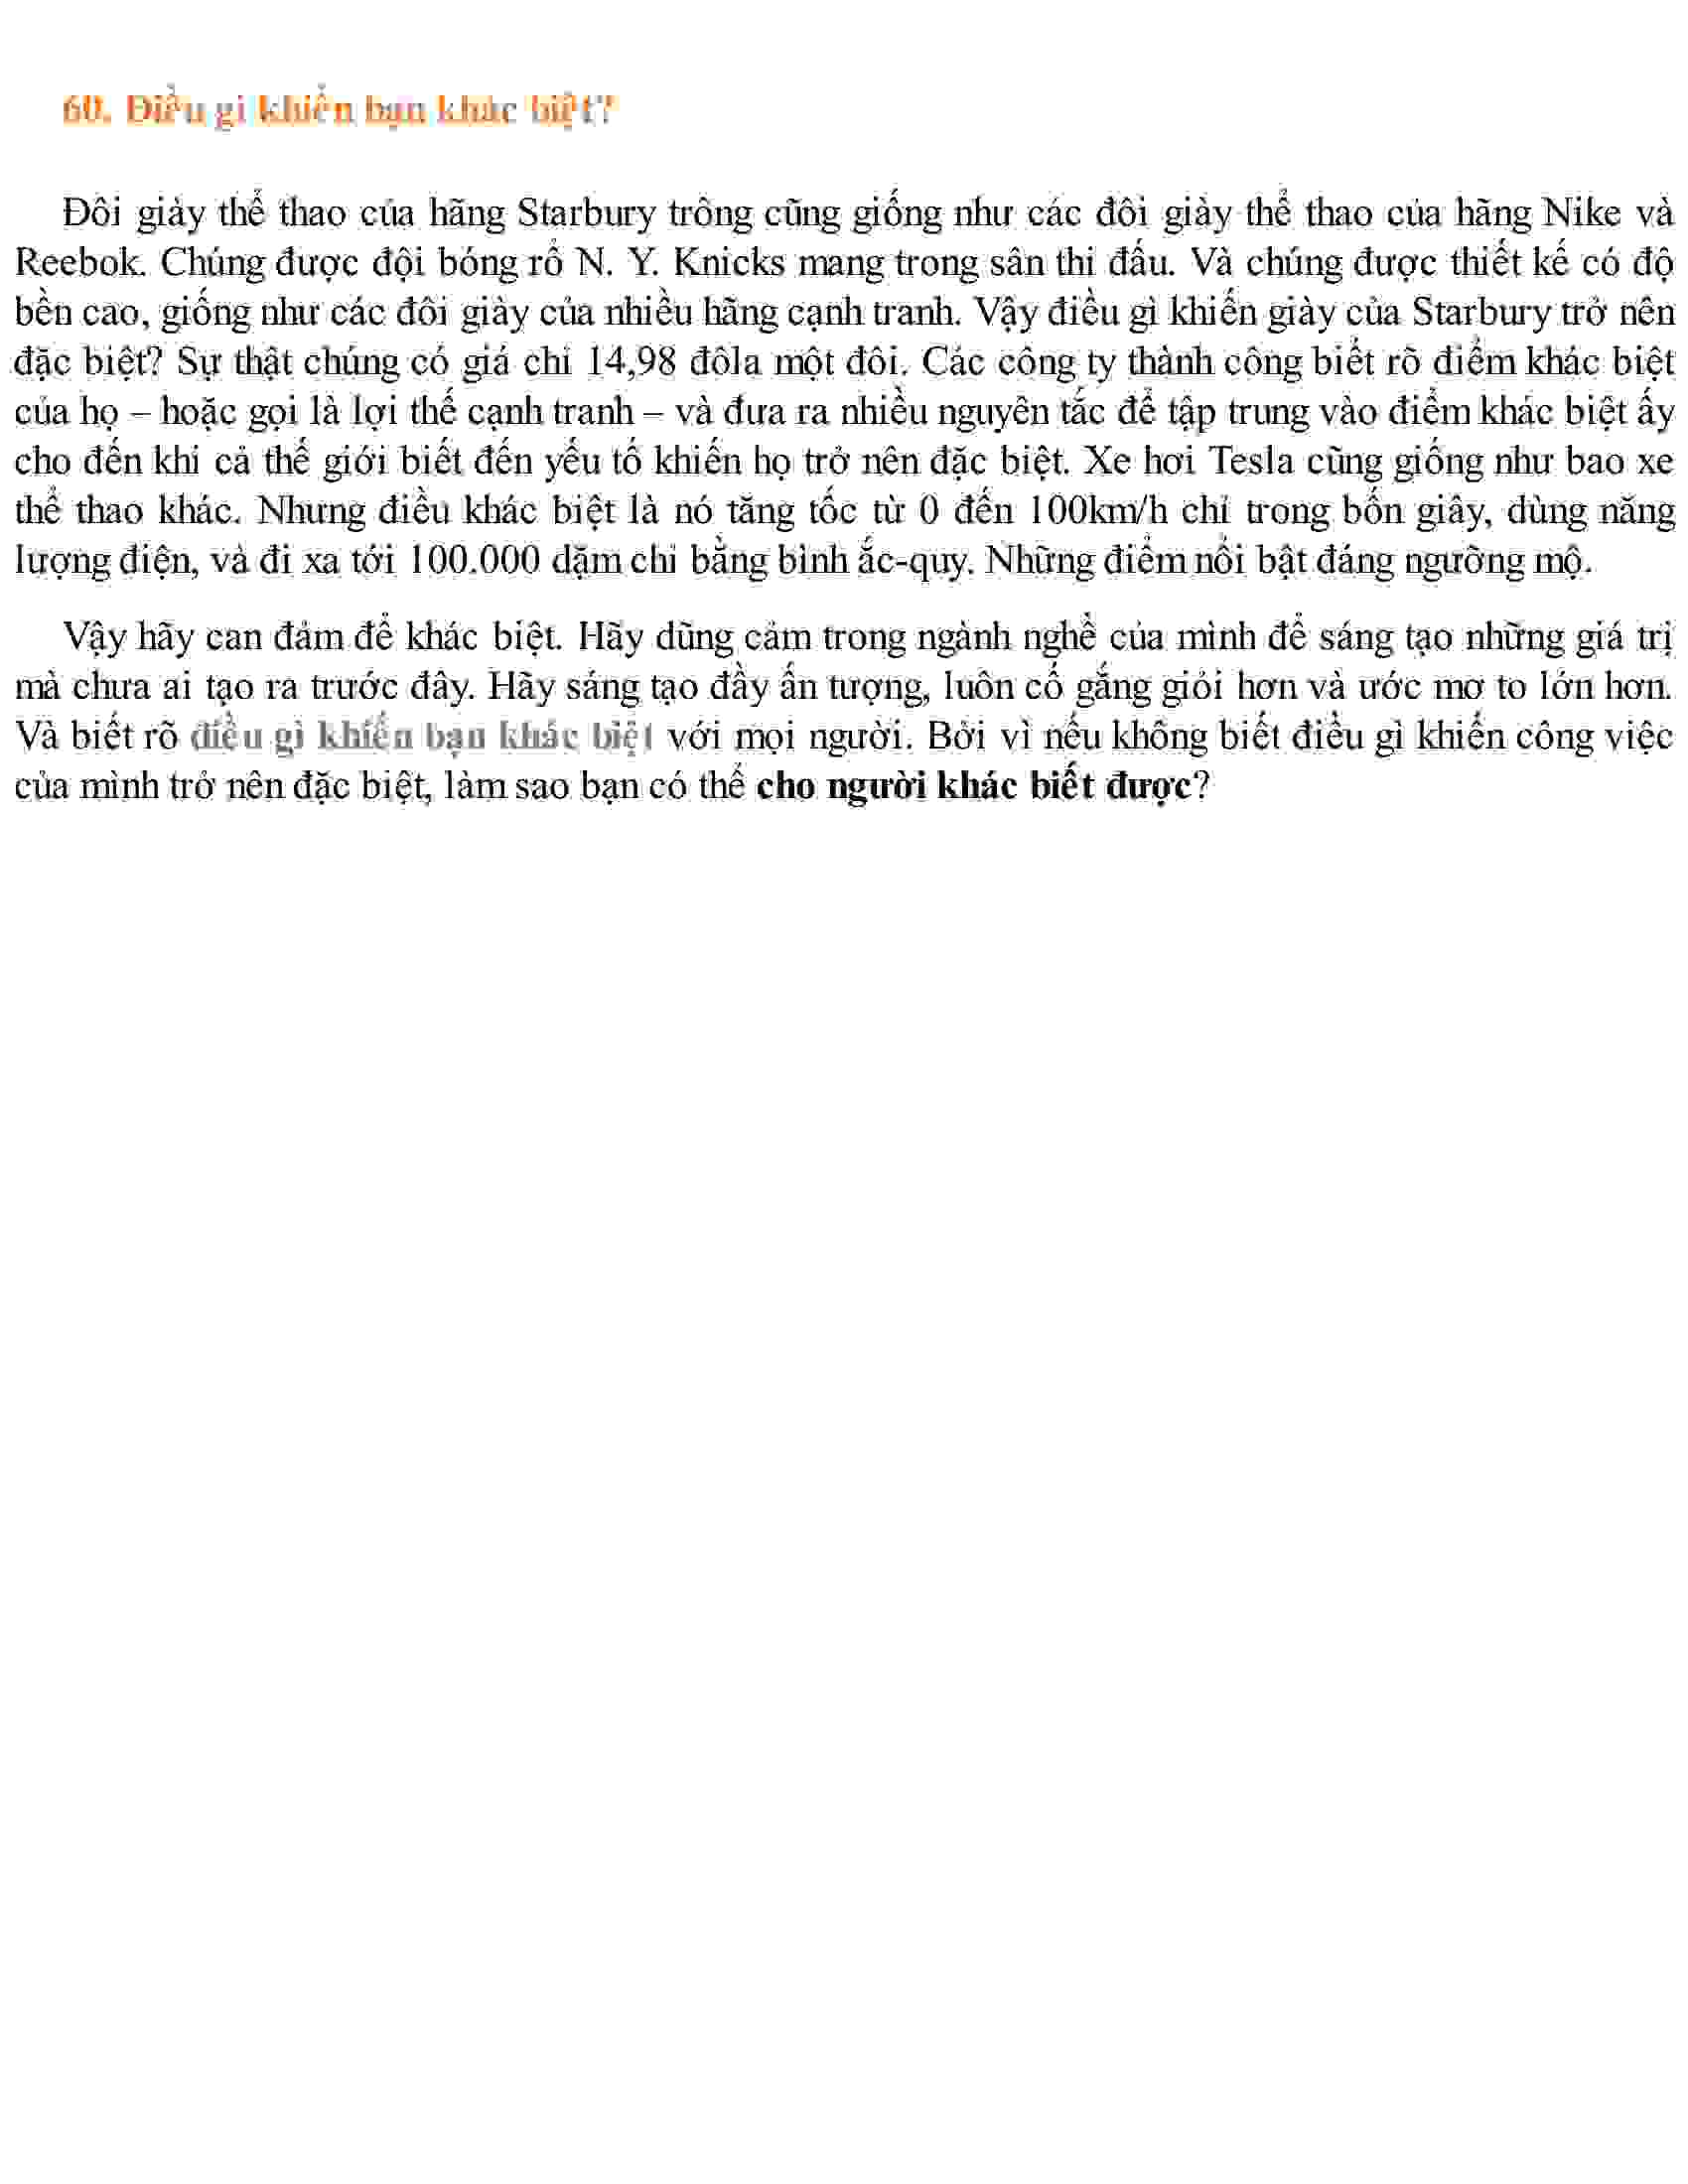 60. Điều gì khiến bạn khác biệt?
Đôi giày thể thao của hãng Starbury trông cũng giống như các đôi giày thể thao của hãng Nike và
Reebok. Chúng được đội bóng rổ N. Y. Knicks mang trong sân thi đấu. Và chúng được thiết kế có độ
bền cao, giống như các đôi giày của nhiều hãng cạnh tranh. Vậy điều gì khiến giày của Starbury trở nên
đặc biệt? Sự thật chúng có giá chỉ 14,98 đôla một đôi. Các công ty thành công biết rõ điểm khác biệt
của họ – hoặc gọi là lợi thế cạnh tranh – và đưa ra nhiều nguyên tắc để tập trung vào điểm khác biệt ấy
cho đến khi cả thế giới biết đến yếu tố khiến họ trở nên đặc biệt. Xe hơi Tesla cũng giống như bao xe
thể thao khác. Nhưng điều khác biệt là nó tăng tốc từ 0 đến 100km/h chỉ trong bốn giây, dùng năng
lượng điện, và đi xa tới 100.000 dặm chỉ bằng bình ắc-quy. Những điểm nổi bật đáng ngưỡng mộ.
Vậy hãy can đảm để khác biệt. Hãy dũng cảm trong ngành nghề của mình để sáng tạo những giá trị
mà chưa ai tạo ra trước đây. Hãy sáng tạo đầy ấn tượng, luôn cố gắng giỏi hơn và ước mơ to lớn hơn.
Và biết rõ điều gì khiến bạn khác biệt với mọi người. Bởi vì nếu không biết điều gì khiến công việc
của mình trở nên đặc biệt, làm sao bạn có thể cho người khác biết được?